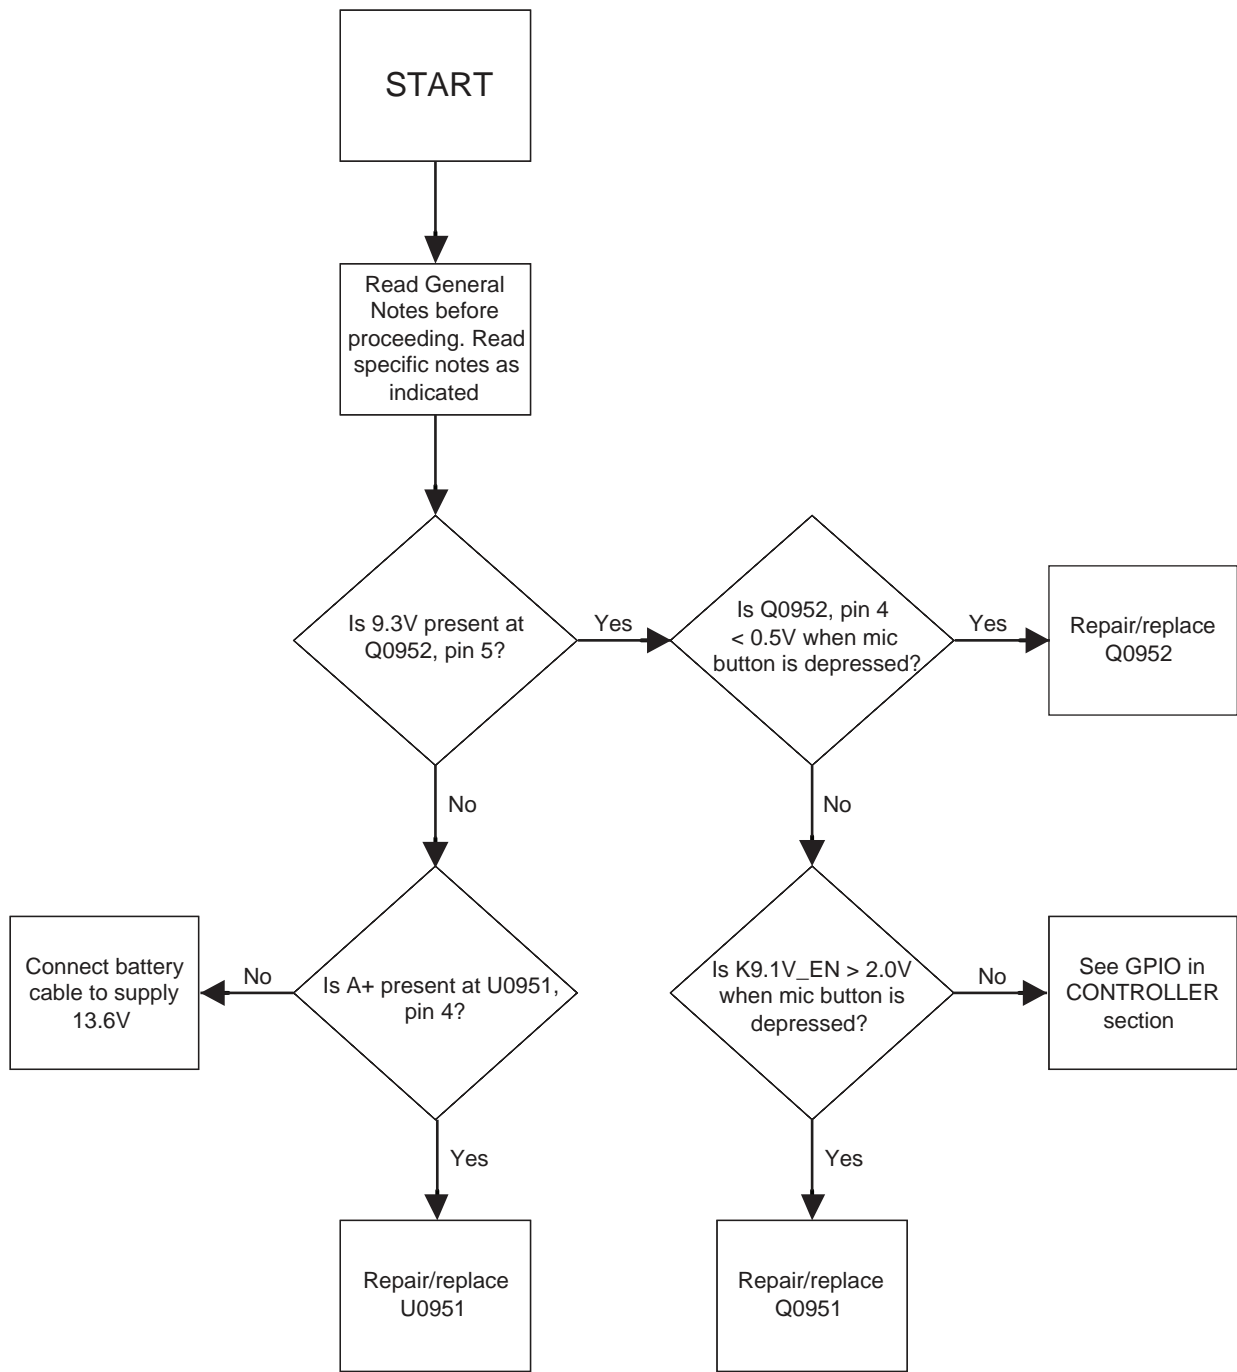 START
Read General
Notes before
proceeding. Read
specific notes as
indicated
Is 9.3V present at
Q0952, pin 5?
Yes
Is Q0952, pin 4
< 0.5V when mic
button is depressed?
Yes
Repair/replace
Q0952
No
No
Connect battery
cable to supply
13.6V
No
Is A+ present at U0951,
pin 4?
Is K9.1V_EN > 2.0V
when mic button is
depressed?
No
See GPIO in
CONTROLLER
section
Yes
Yes
Repair/replace
U0951
Repair/replace
Q0951